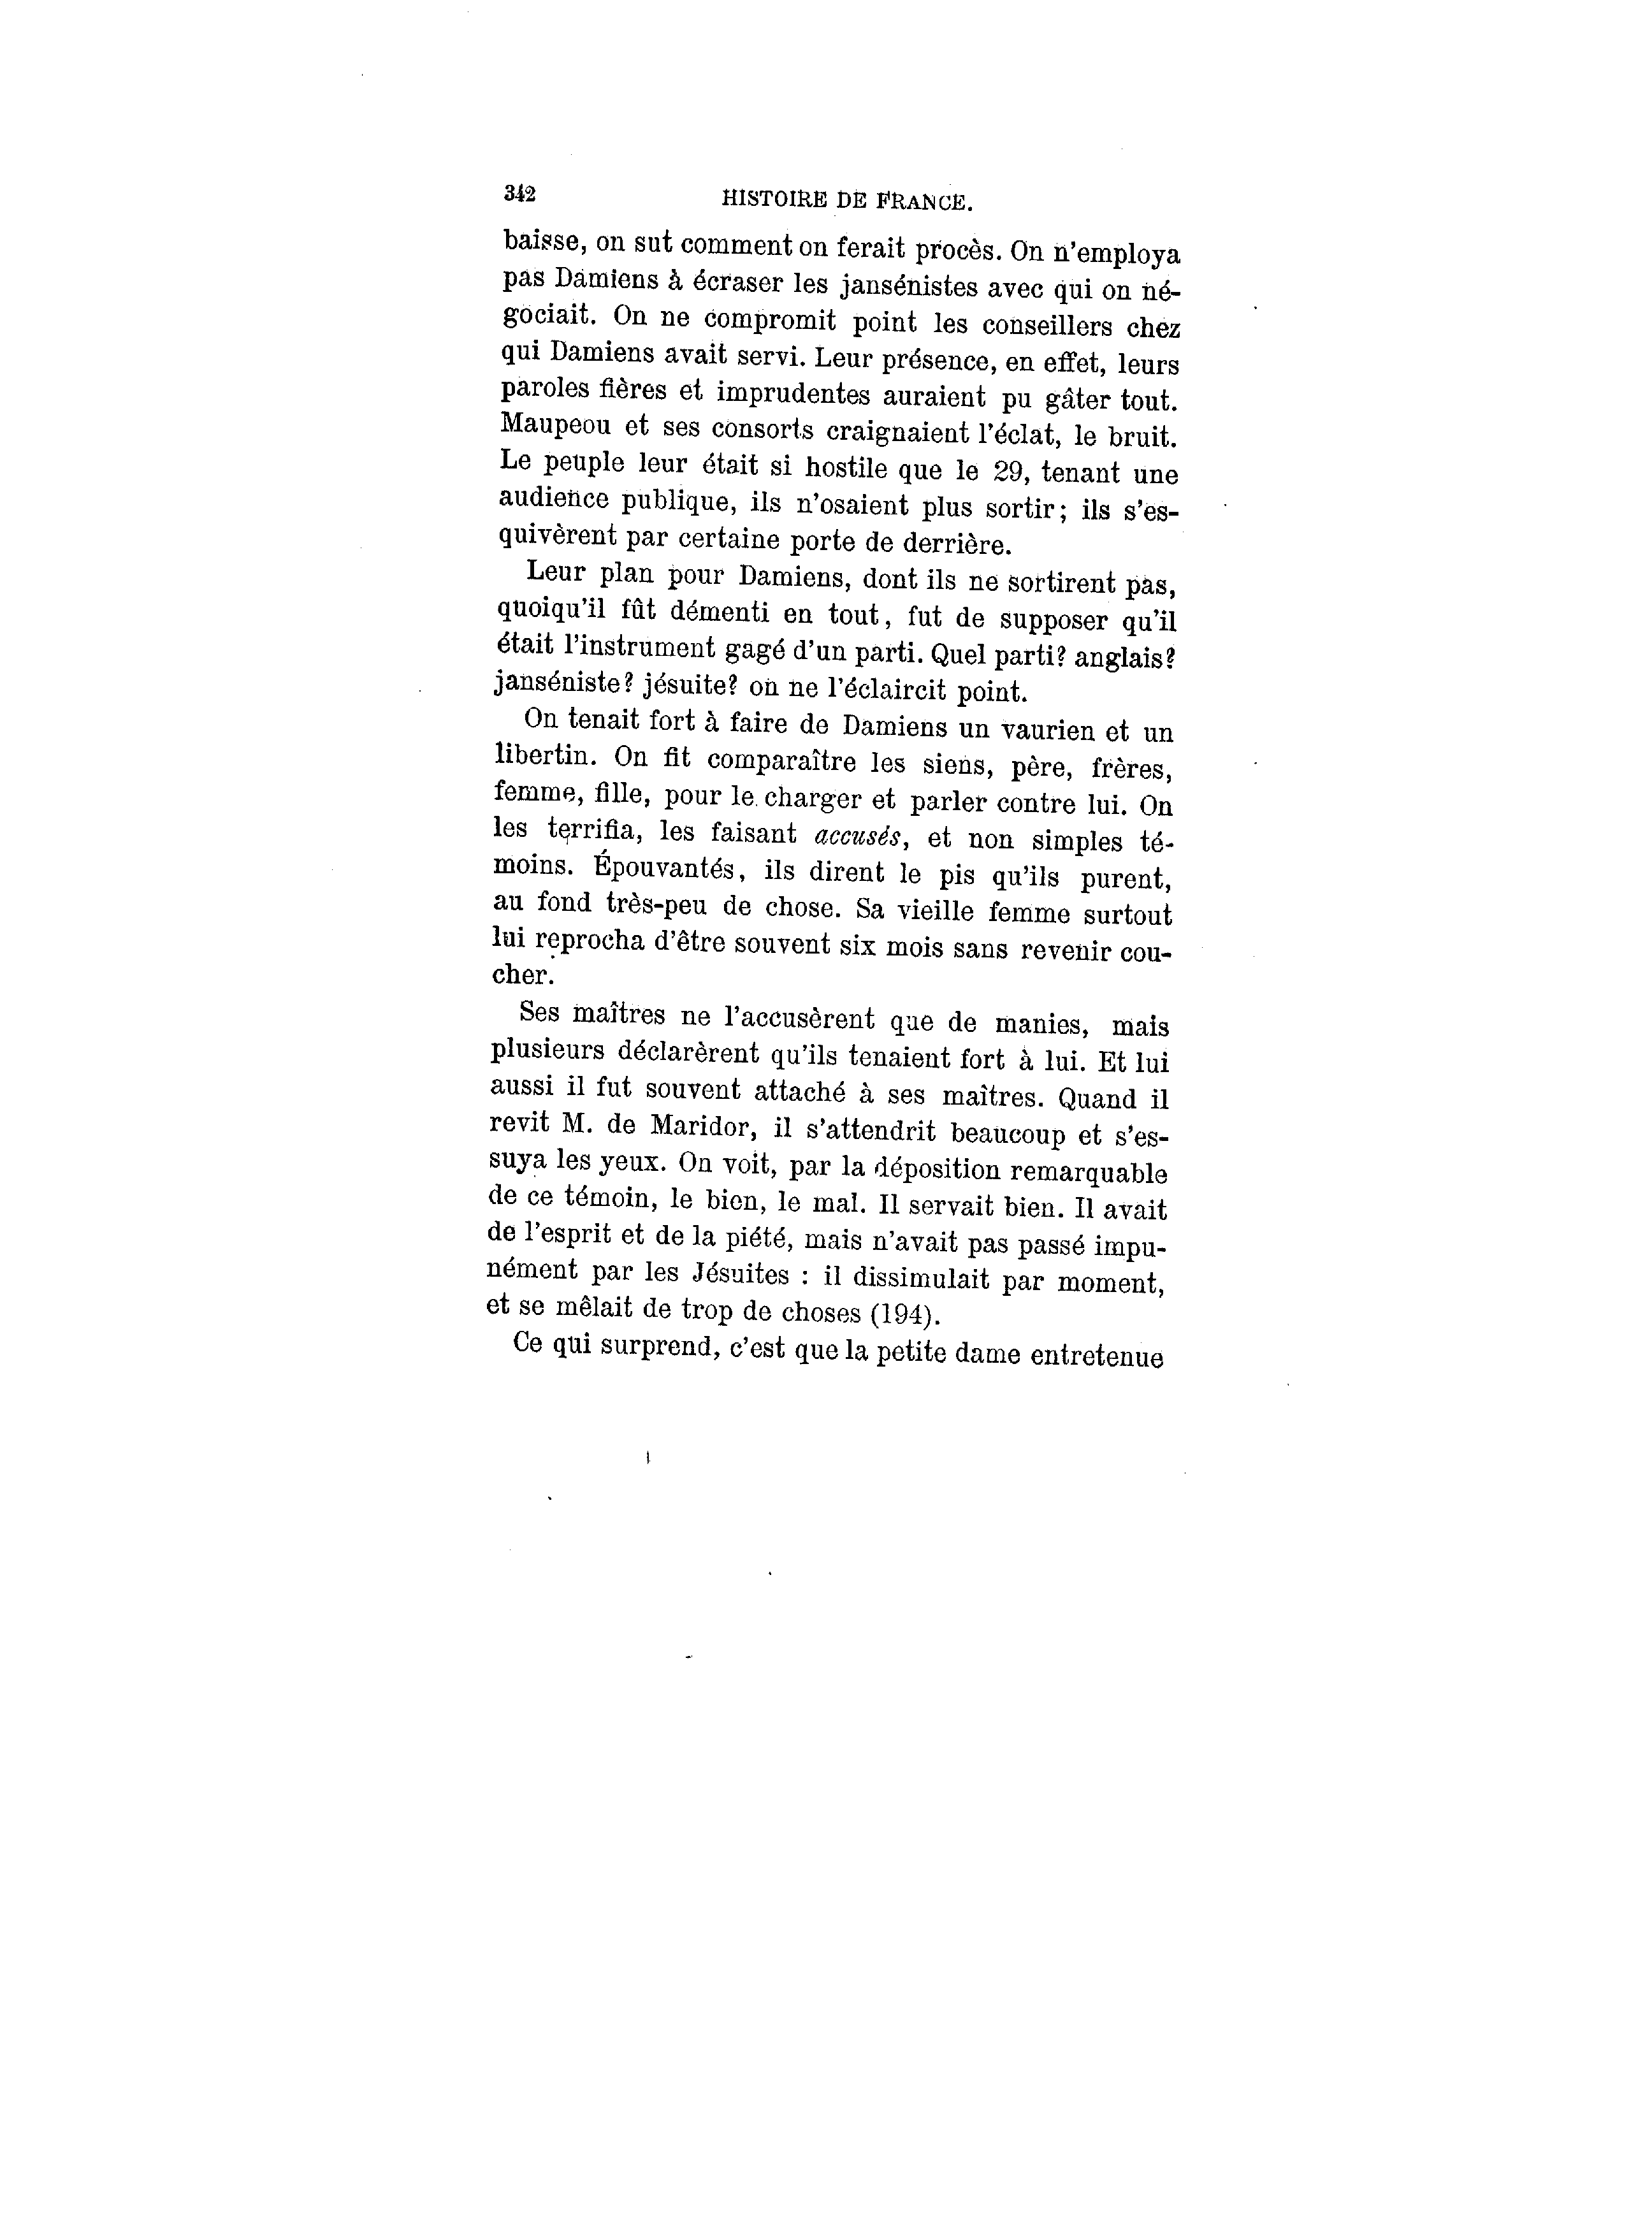 342 HISTOIRE DE FRANCE.
baisse, on sut comment on ferait procès. On n'employa
pas Damiens à écraser les jansénistes avec qui on né-
gociait. On ne compromit point les conseillers chez
qui Damiens avait servi. Leur présence, en effet, leurs
paroles fières et imprudentes auraient pu gâter tout.
Maupeou et ses consorts craignaient l'éclat, le bruit.
Le peuple leur était si hostile que le 29, tenant une
audience publique, ils n'osaient plus sortir; ils s'es-
quivèrent par certaine porte de derrière.
Leur plan pour Damiens, dont ils ne sortirent pas,
quoiqu'il fût démenti en tout, fut de supposer qu'il
était l'instrument gagé d'un parti. Quel parti? anglais?
janséniste? jésuite? on ne l'éclaircit point.
On tenait fort à faire de Damiens un vaurien et un
libertin. On fit comparaître les siens, père, frères,
femme, fille, pour le charger et parler contre lui. On
les terrifia, les faisant accusés, et non simples té-
moins. Épouvantés, ils dirent le pis qu'ils purent,
au fond très-peu de chose. Sa vieille femme surtout
lui reprocha d'être souvent six mois sans revenir cou-
cher.
Ses maîtres ne l'accusèrent que de manies, mais
plusieurs déclarèrent qu'ils tenaient fort à lui. Et lui
aussi il fut souvent attaché à ses maîtres. Quand il
revit M. de Maridor, il s'attendrit beaucoup et s'es-
suya les yeux. On voit, par la déposition remarquable
de ce témoin, le bien, le mal. Il servait bien. Il avait
de l'esprit et de la piété, mais n'avait pas passé impu-
nément par les Jésuites : il dissimulait par moment,
et se mêlait de trop de choses (194).
Ce qui surprend, c'est que la petite dame entretenue